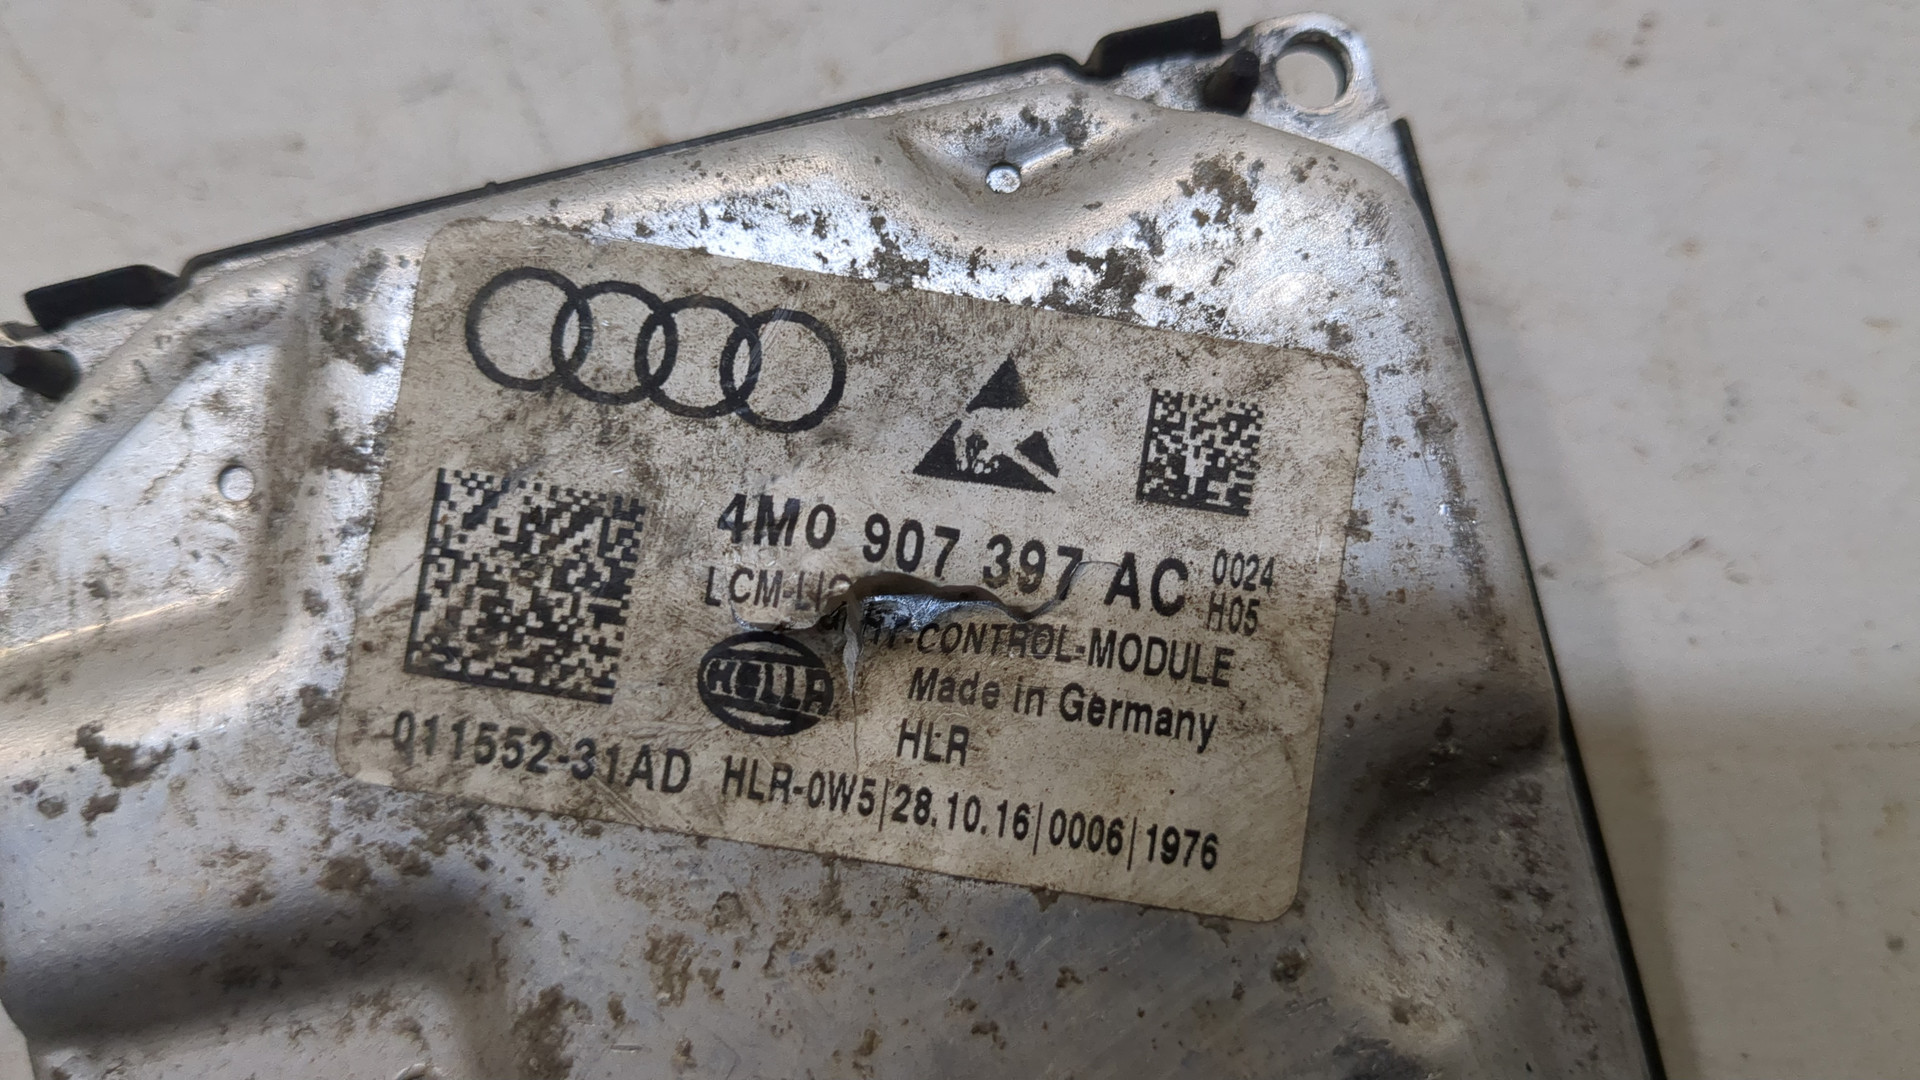 4M0 907 397 AC 0024
H05
LCM-LIGHT-CONTROL-MODULE
HELLA
Made in Germany
HLR
011552-31AD HLR-0W5|28.10.16|0006|1976